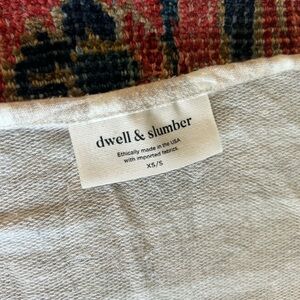 dwell & slumber
Ethically made in the USA
with imported fabrics.
XS/S